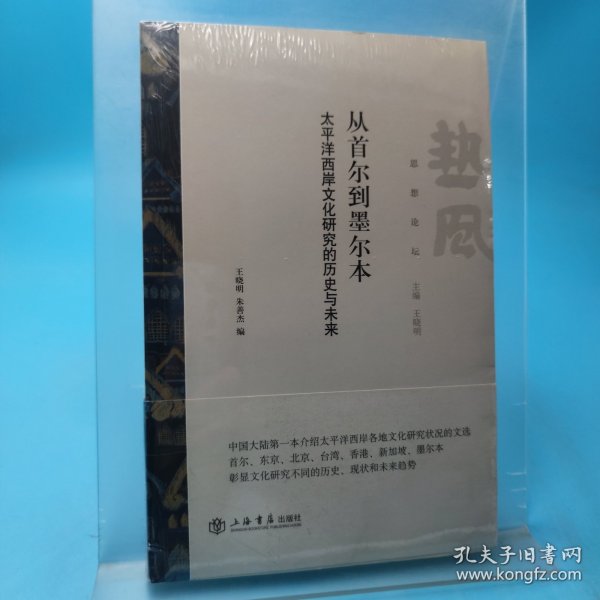 热风
思想论坛
主编 王晓明
从首尔到墨尔本
太平洋西岸文化研究的历史与未来
王晓明 朱善杰 编
中国大陆第一本介绍太平洋西岸各地文化研究状况的文选
首尔、东京、北京、台湾、香港、新加坡、墨尔本
彰显文化研究不同的历史、现状和未来趋势
上海书店出版社
孔夫子旧书网
www.kongfz.com